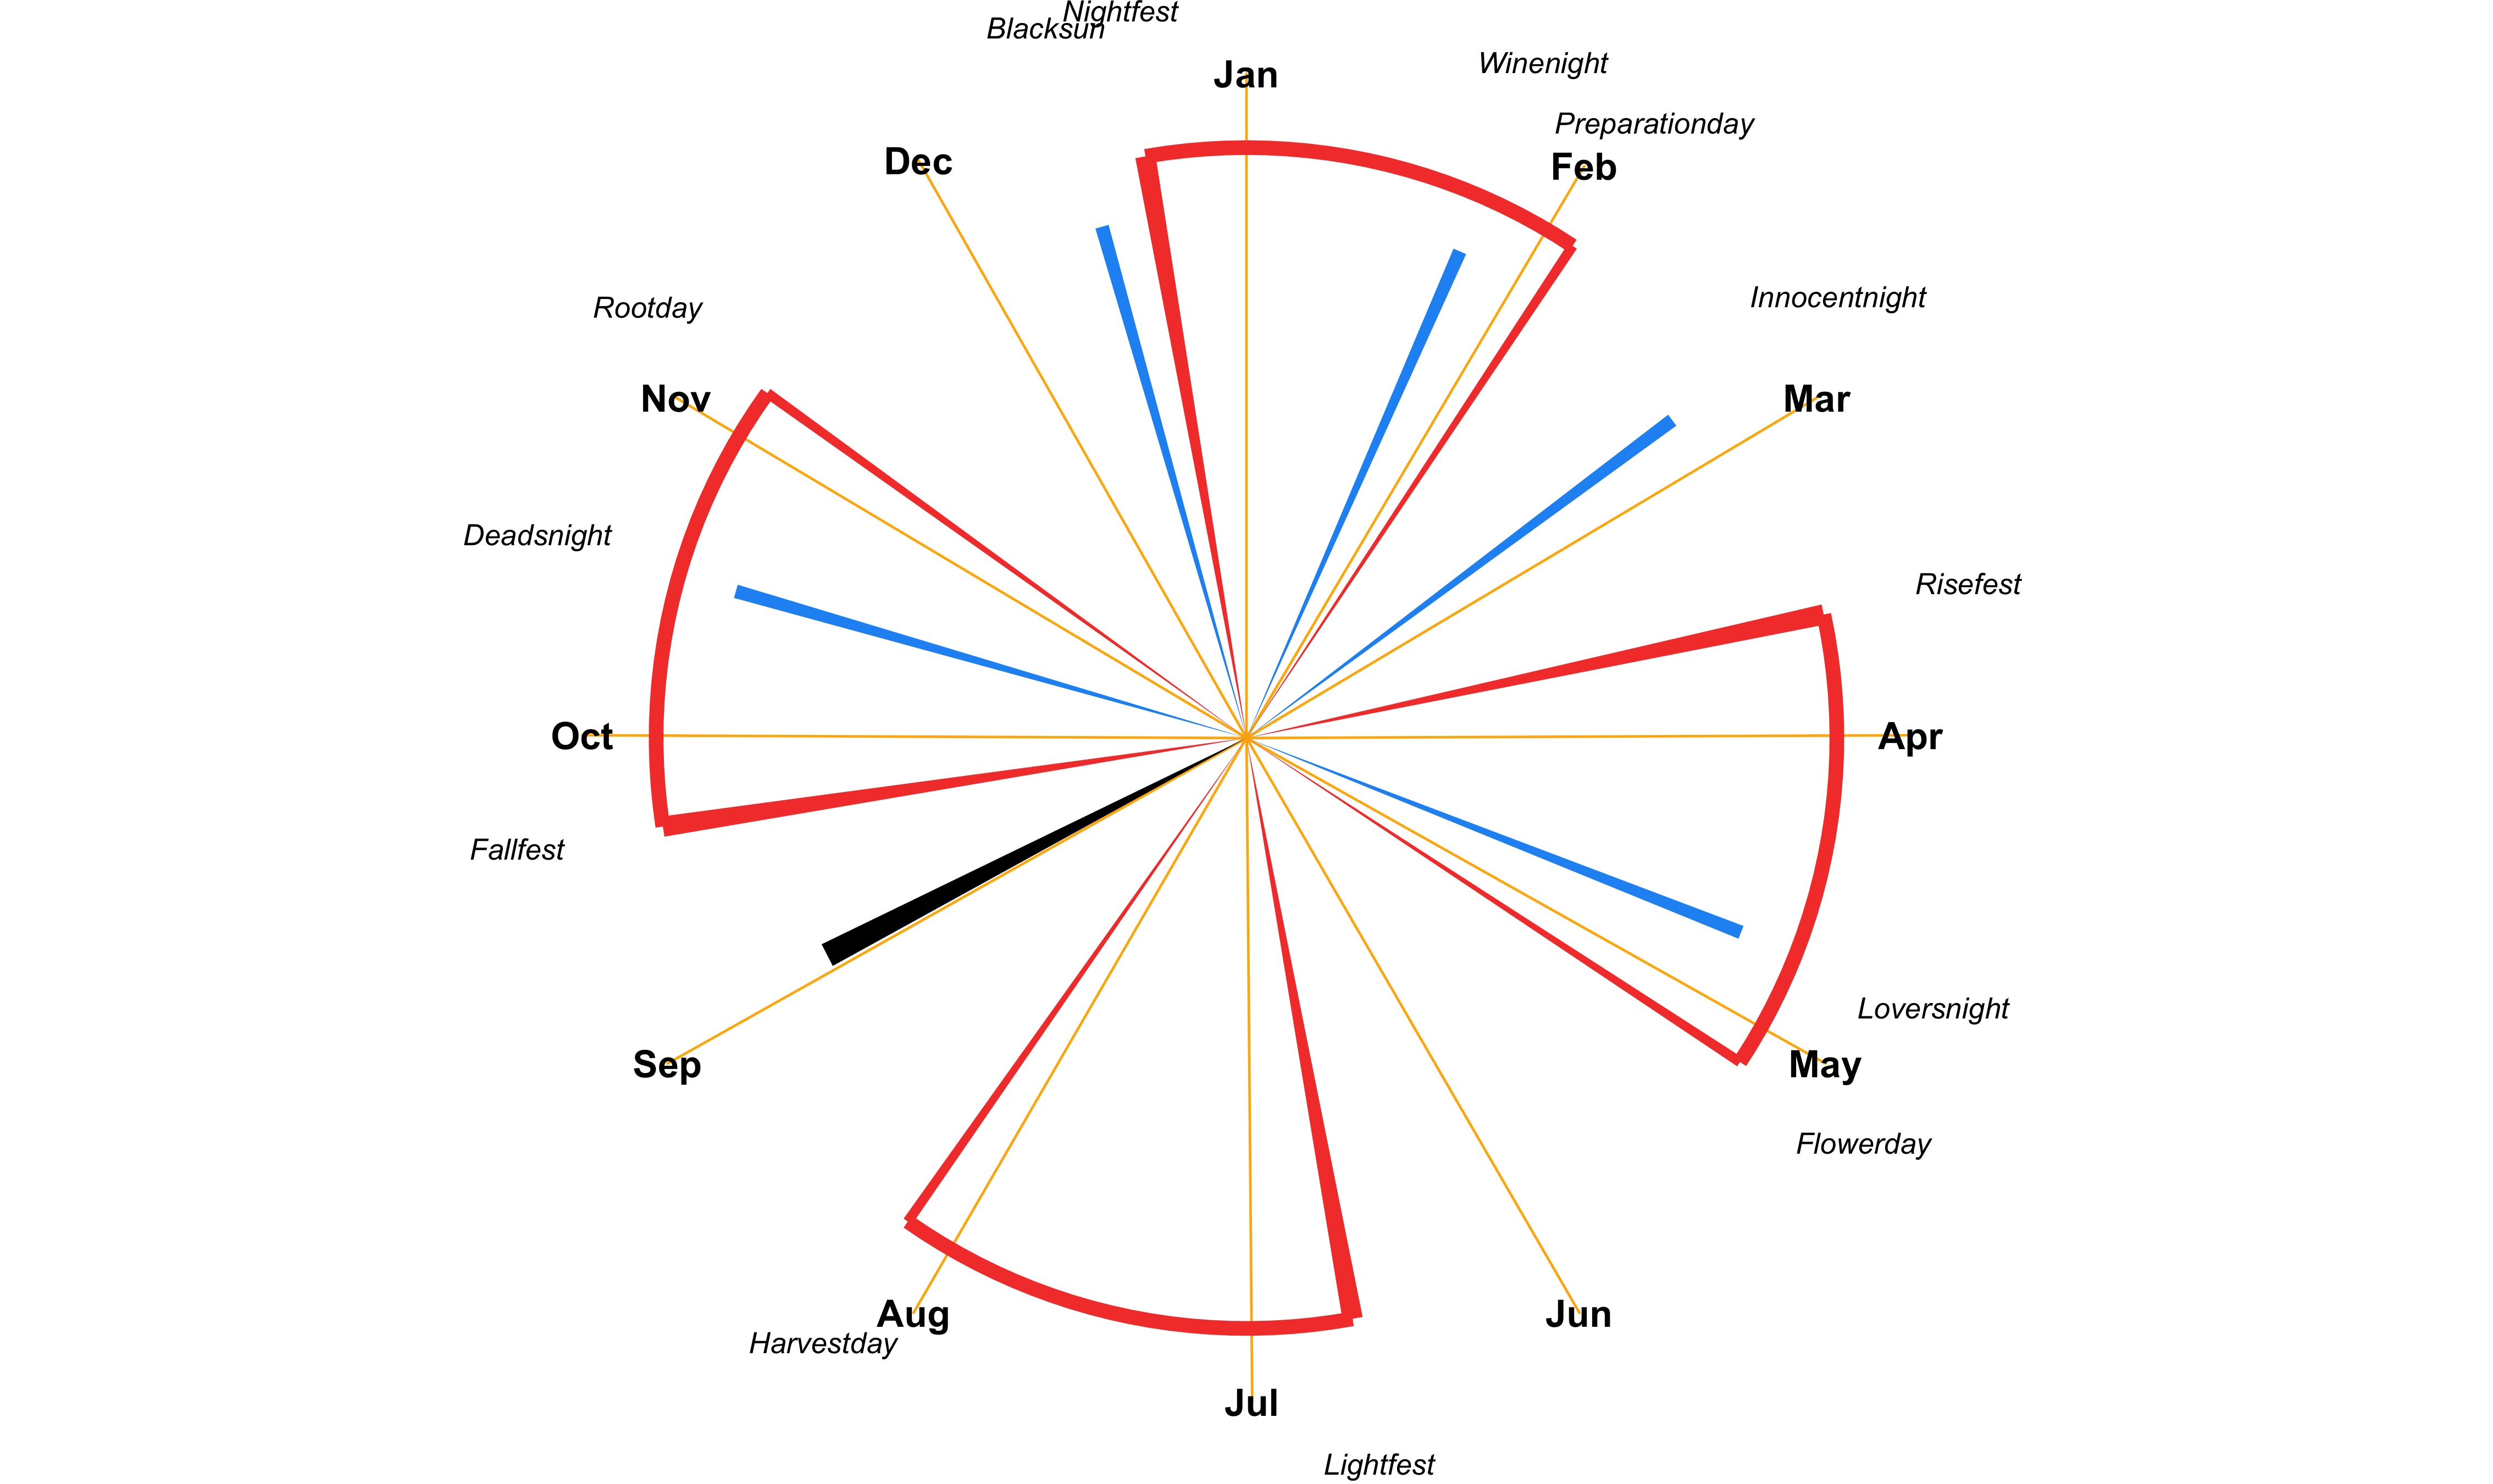 Nightfest
Blacksun
Winenight
Jan
Preparationday
Dec
Feb
Innocentnight
Rootday
Nov
Mar
Deadsnight
Risefest
Oct
Apr
Fallfest
Loversnight
Sep
May
Flowerday
Aug
Jun
Harvestday
Jul
Lightfest